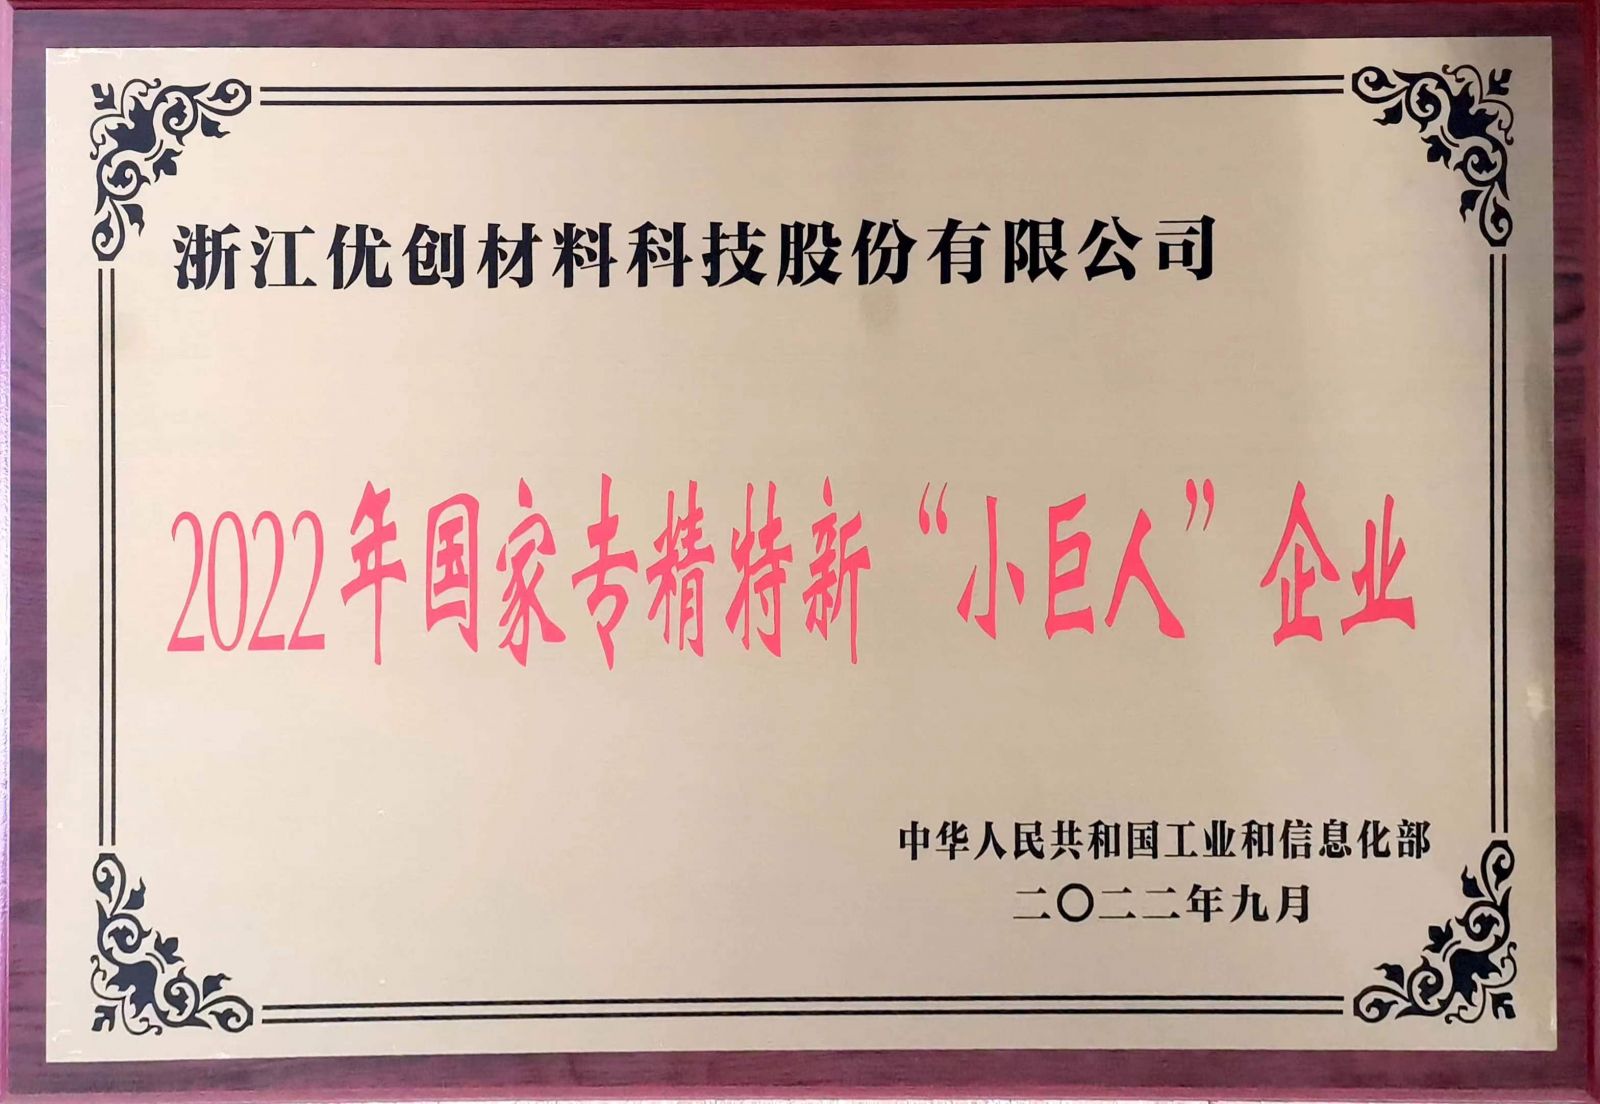 浙江优创材料科技股份有限公司
2022年国家专精特新“小巨人”企业
中华人民共和国工业和信息化部
二〇二二年九月